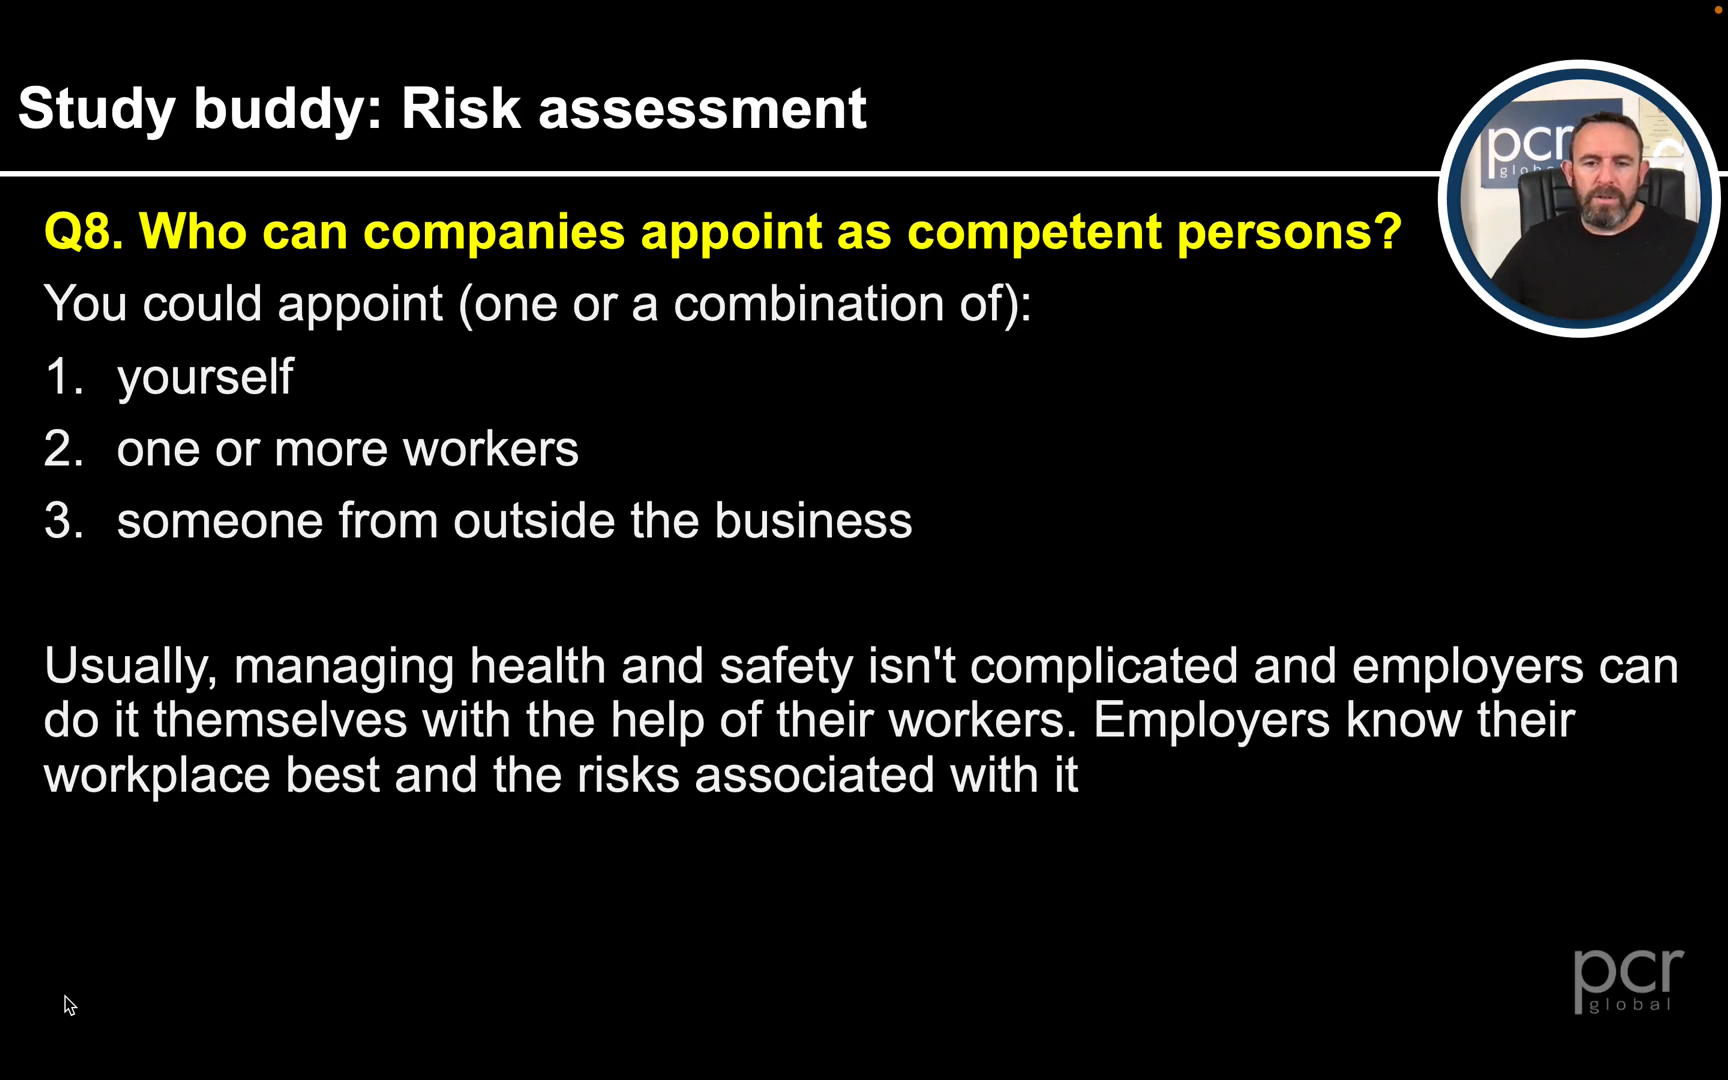 Study buddy: Risk assessment
pcr
global
Q8. Who can companies appoint as competent persons?
You could appoint (one or a combination of):
1. yourself
2. one or more workers
3. someone from outside the business
Usually, managing health and safety isn't complicated and employers can
do it themselves with the help of their workers. Employers know their
workplace best and the risks associated with it
pcr
global